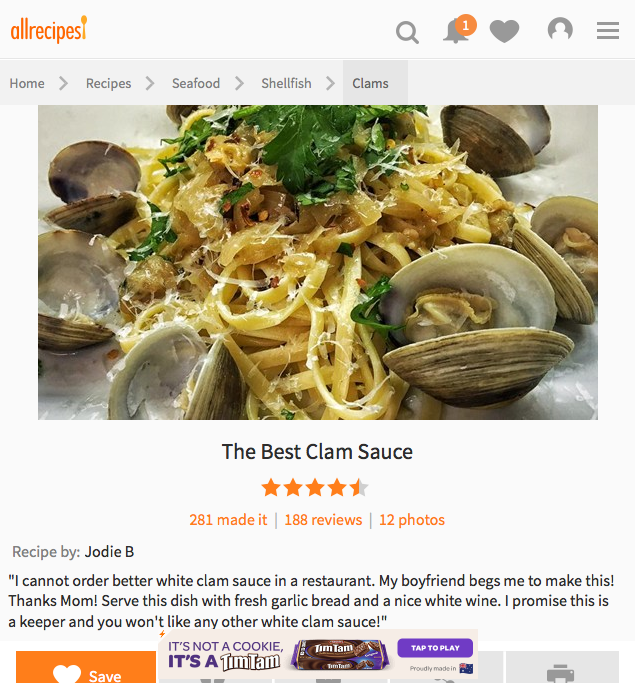 allrecipes
1
Home
Recipes
Seafood
Shellfish
Clams
The Best Clam Sauce
281 made it | 188 reviews | 12 photos
Recipe by: Jodie B
"I cannot order better white clam sauce in a restaurant. My boyfriend begs me to make this!
Thanks Mom! Serve this dish with fresh garlic bread and a nice white wine. I promise this is
a keeper and you won't like any other white clam sauce!"
IT'S NOT A COOKIE,
IT'S A TimTam
TimTam
TAP TO PLAY
Proudly made in
Save